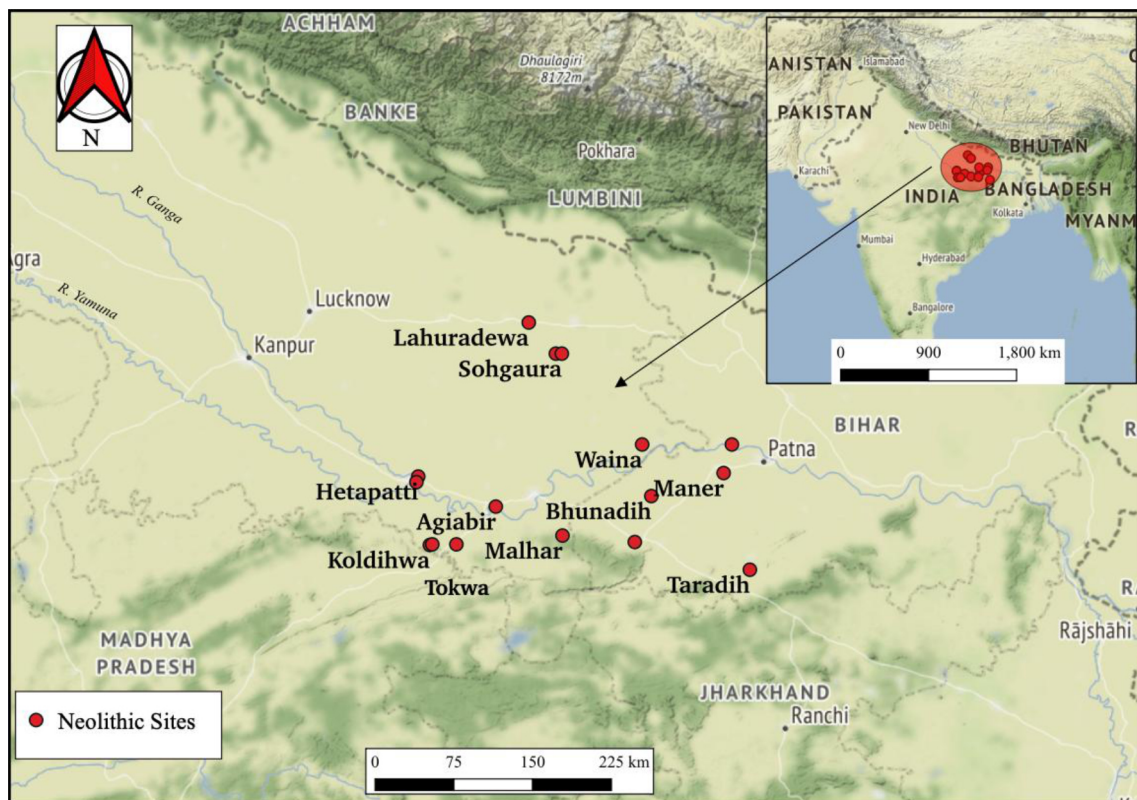 ACHHAM
Dhaulagiri
8172m
BANKE
Pokhara
LUMBINI
N
R. Ganga
R. Yamuna
Lucknow
Kanpur
Lahuradewa
Sohgaura
Waina
Patna
BIHAR
Maner
Hetapatti
Bhunadih
Agiabir
Malhar
Koldihwa
Tokwa
Taradih
MADHYA
PRADESH
JHARKHAND
Ranchi
Rājshāhi
Neolithic Sites
0 75 150 225 km
ANISTAN
Islamabad
PAKISTAN
New Delhi
BHUTAN
Karachi
INDIA
BANGLADESH
Kolkata
MYANM
Mumbai
Hyderabad
Bangalore
0 900 1,800 km